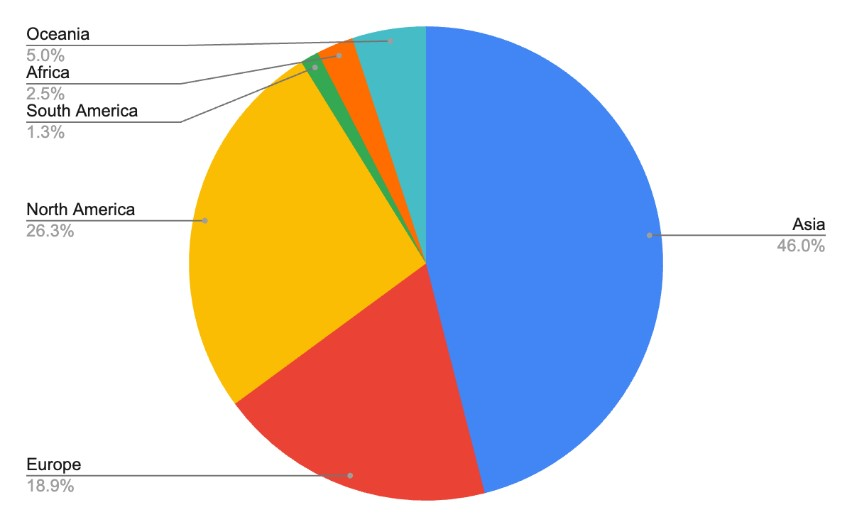 Oceania
5.0%
Africa
2.5%
South America
1.3%
North America
26.3%
Asia
46.0%
Europe
18.9%